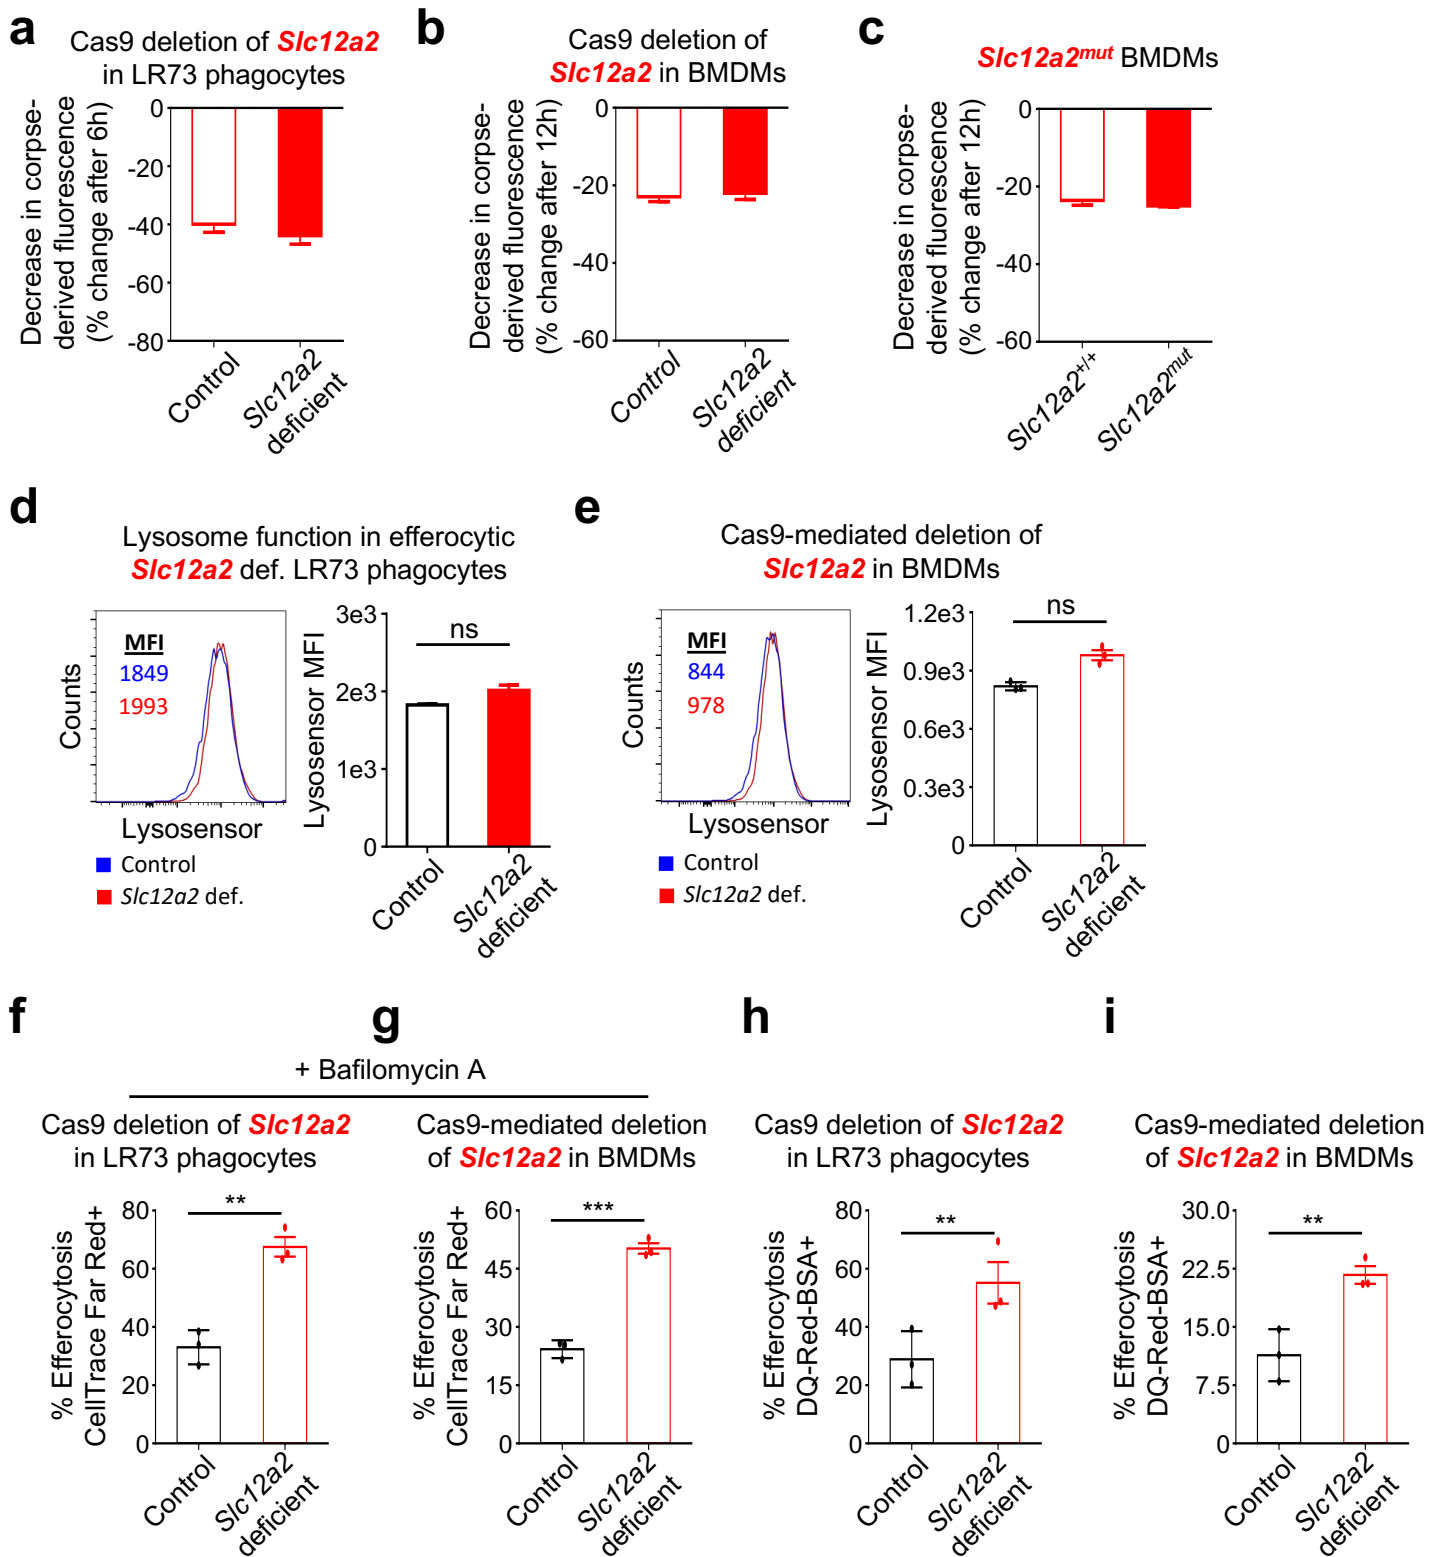 a
Cas9 deletion of Slc12a2
in LR73 phagocytes
Decrease in corpse-
derived fluorescence
(% change after 6h)
0
-20
-40
-60
-80
Control
Slc12a2
deficient
b
Cas9 deletion of
Slc12a2 in BMDMs
Decrease in corpse-
derived fluorescence
(% change after 12h)
0
-20
-40
-60
Control
Slc12a2
deficient
c
Slc12a2mut BMDMs
Decrease in corpse-
derived fluorescence
(% change after 12h)
0
-20
-40
-60
Slc12a2+/+
Slc12a2mut
d
Lysosome function in efferocytic
Slc12a2 def. LR73 phagocytes
Counts
MFI
1849
1993
Lysosensor
Control
Slc12a2 def.
Lysosensor MFI
3e3
2e3
1e3
0
ns
Control
Slc12a2
deficient
e
Cas9-mediated deletion of
Slc12a2 in BMDMs
Counts
MFI
844
978
Lysosensor
Control
Slc12a2 def.
Lysosensor MFI
1.2e3
0.9e3
0.6e3
0.3e3
0
ns
Control
Slc12a2
deficient
f
g
+ Bafilomycin A
Cas9 deletion of Slc12a2
in LR73 phagocytes
% Efferocytosis
CellTrace Far Red+
80
60
40
20
0
**
Control
Slc12a2
deficient
Cas9-mediated deletion
of Slc12a2 in BMDMs
% Efferocytosis
CellTrace Far Red+
60
45
30
15
0
***
Control
Slc12a2
deficient
h
Cas9 deletion of Slc12a2
in LR73 phagocytes
% Efferocytosis
DQ-Red-BSA+
80
60
40
20
0
**
Control
Slc12a2
deficient
i
Cas9-mediated deletion
of Slc12a2 in BMDMs
% Efferocytosis
DQ-Red-BSA+
30.0
22.5
15.0
7.5
0
**
Control
Slc12a2
deficient